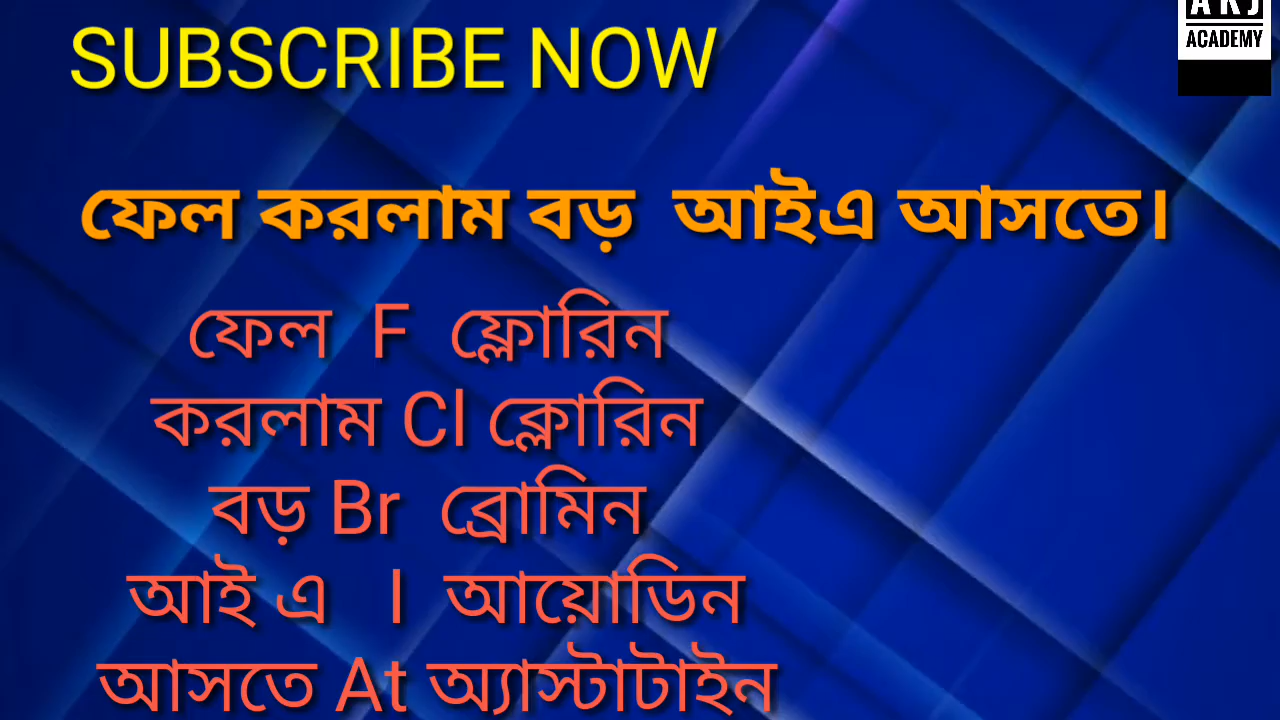 SUBSCRIBE NOW
ACADEMY
ফেল করলাম বড় আইএ আসতে।
ফেল F ফ্লোরিন
করলাম Cl ক্লোরিন
বড় Br ব্রোমিন
আই এ I আয়োডিন
আসতে At অ্যাস্টাটাইন